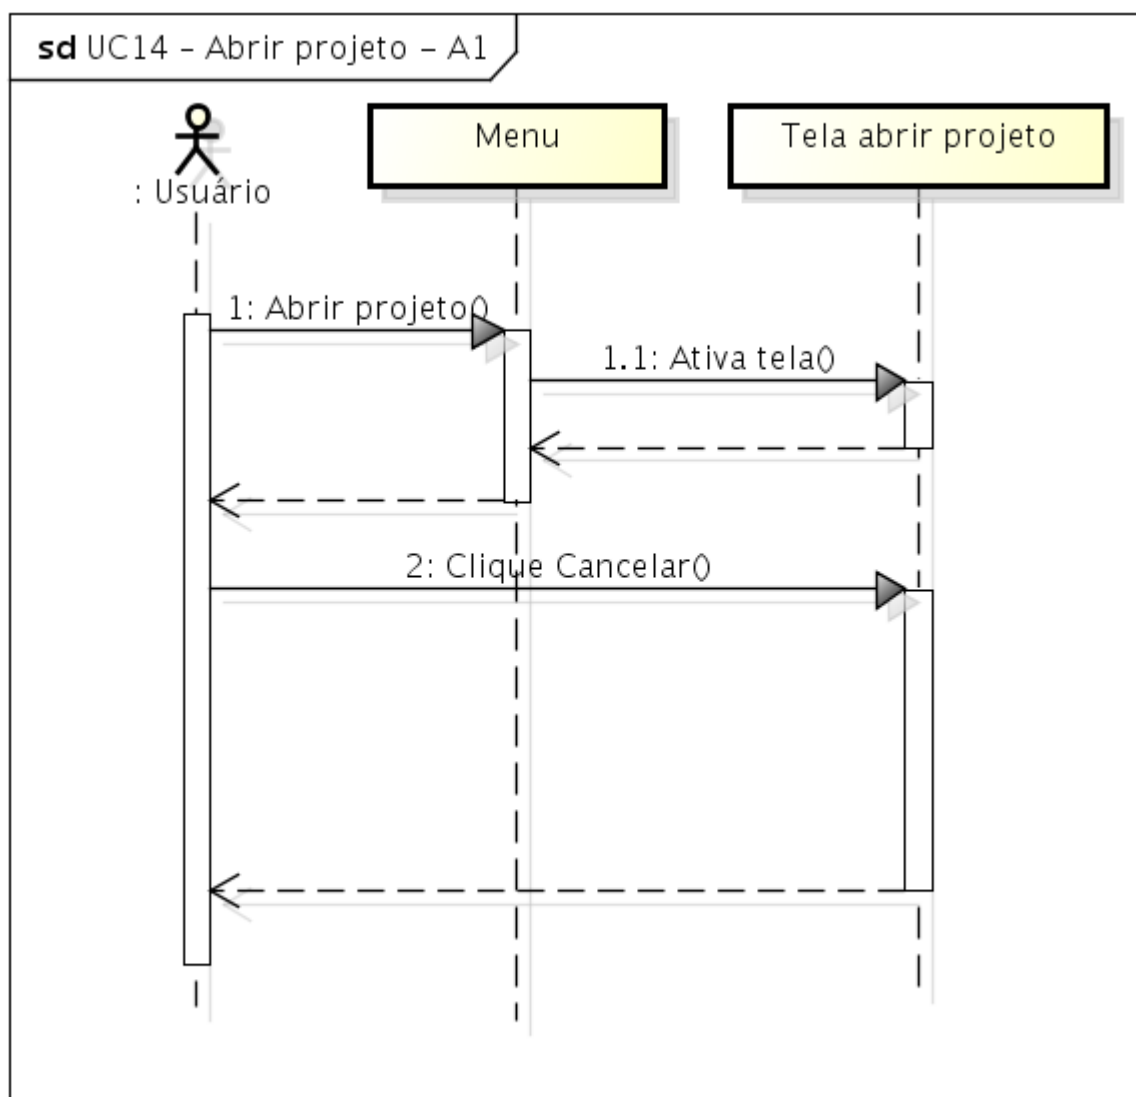 sd UC14 – Abrir projeto – A1
: Usuário
Menu
Tela abrir projeto
1: Abrir projeto()
1.1: Ativa tela()
2: Clique Cancelar()